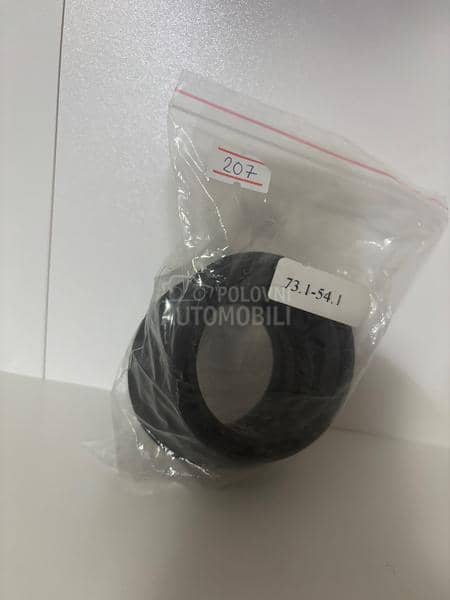 207
73.1-54.1
POLOVNI
UTOMOBILI